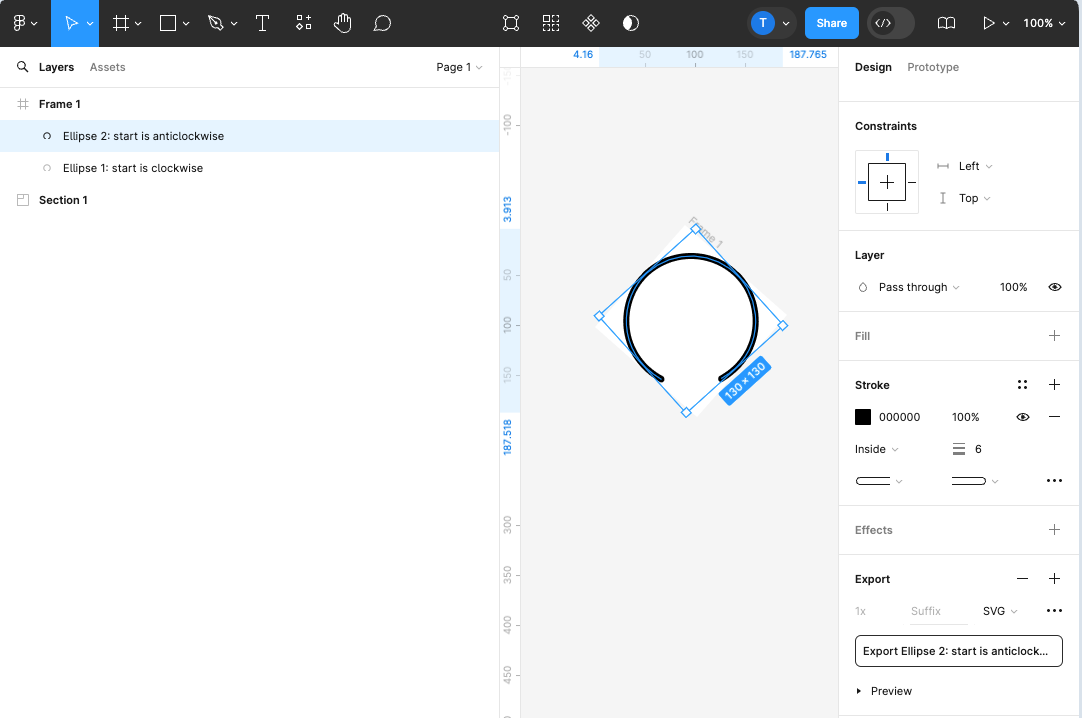 T
Share
100%
Layers
Assets
Page 1
4.16
50
100
150
187.765
Design
Prototype
Frame 1
Ellipse 2: start is anticlockwise
Ellipse 1: start is clockwise
Section 1
-100
3.913
50
100
150
187.518
300
350
400
450
Frame 1
130 × 130
Constraints
Left
Top
Layer
Pass through
100%
Fill
Stroke
000000
100%
Inside
6
Effects
Export
1x
Suffix
SVG
Export Ellipse 2: start is anticlock...
Preview